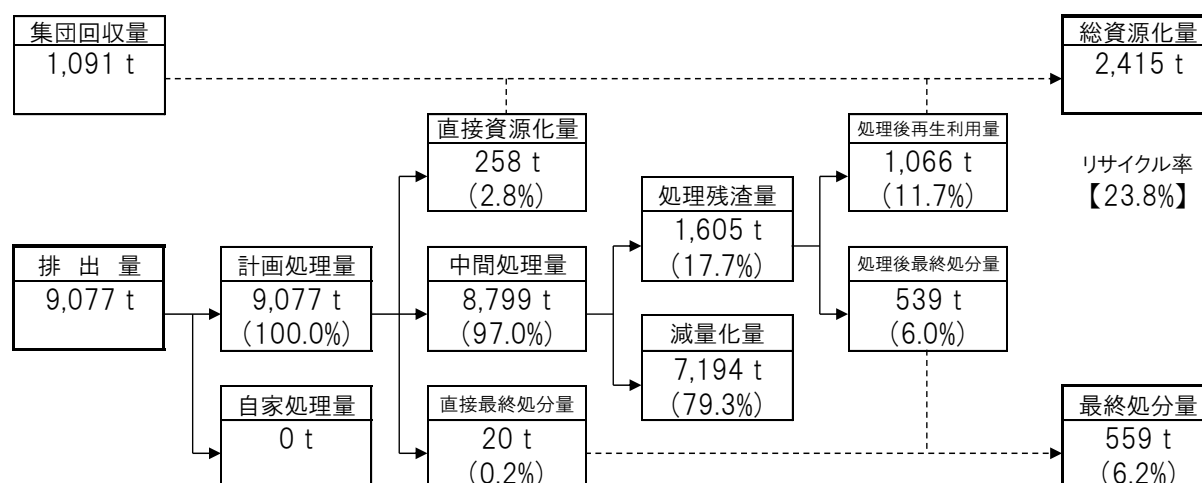 集団回収量
1,091 t
総資源化量
2,415 t
直接資源化量
258 t
(2.8%)
処理後再生利用量
1,066 t
(11.7%)
リサイクル率
【23.8%】
処理残渣量
1,605 t
(17.7%)
排 出 量
9,077 t
計画処理量
9,077 t
(100.0%)
中間処理量
8,799 t
(97.0%)
処理後最終処分量
539 t
(6.0%)
減量化量
7,194 t
(79.3%)
自家処理量
0 t
直接最終処分量
20 t
(0.2%)
最終処分量
559 t
(6.2%)